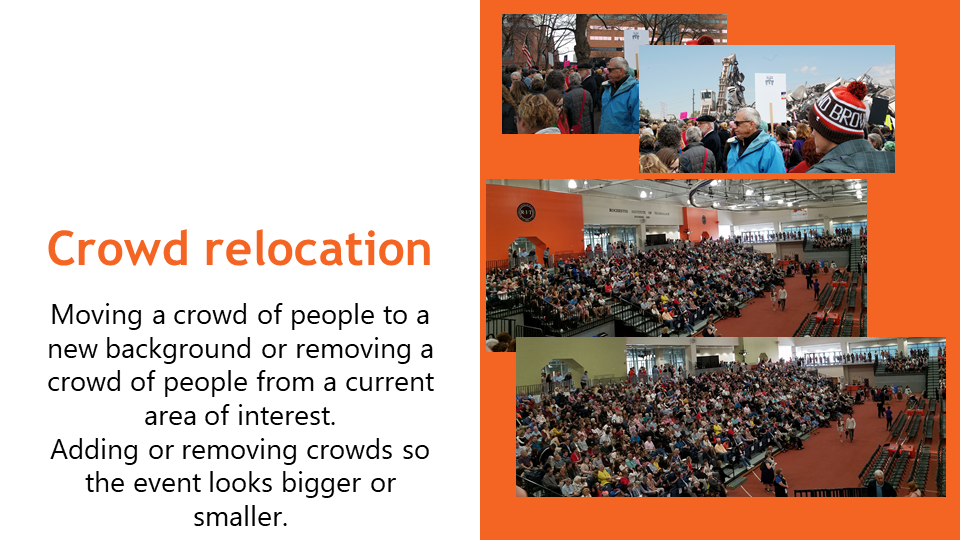 Crowd relocation
Moving a crowd of people to a
new background or removing a
crowd of people from a current
area of interest.
Adding or removing crowds so
the event looks bigger or
smaller.